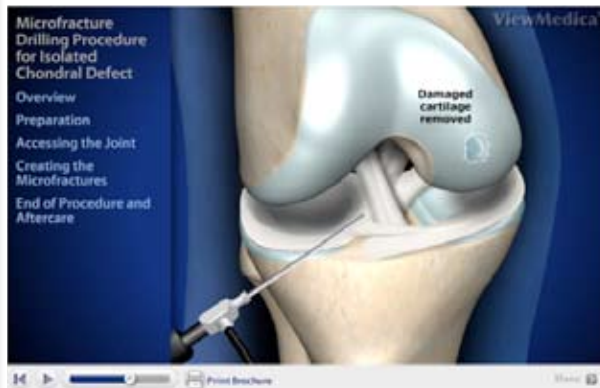 Microfracture
Drilling Procedure
for Isolated
Chondral Defect
Overview
Preparation
Accessing the Joint
Creating the
Microfractures
End of Procedure and
Aftercare
ViewMedica
Damaged
cartilage
removed
Print Brochure